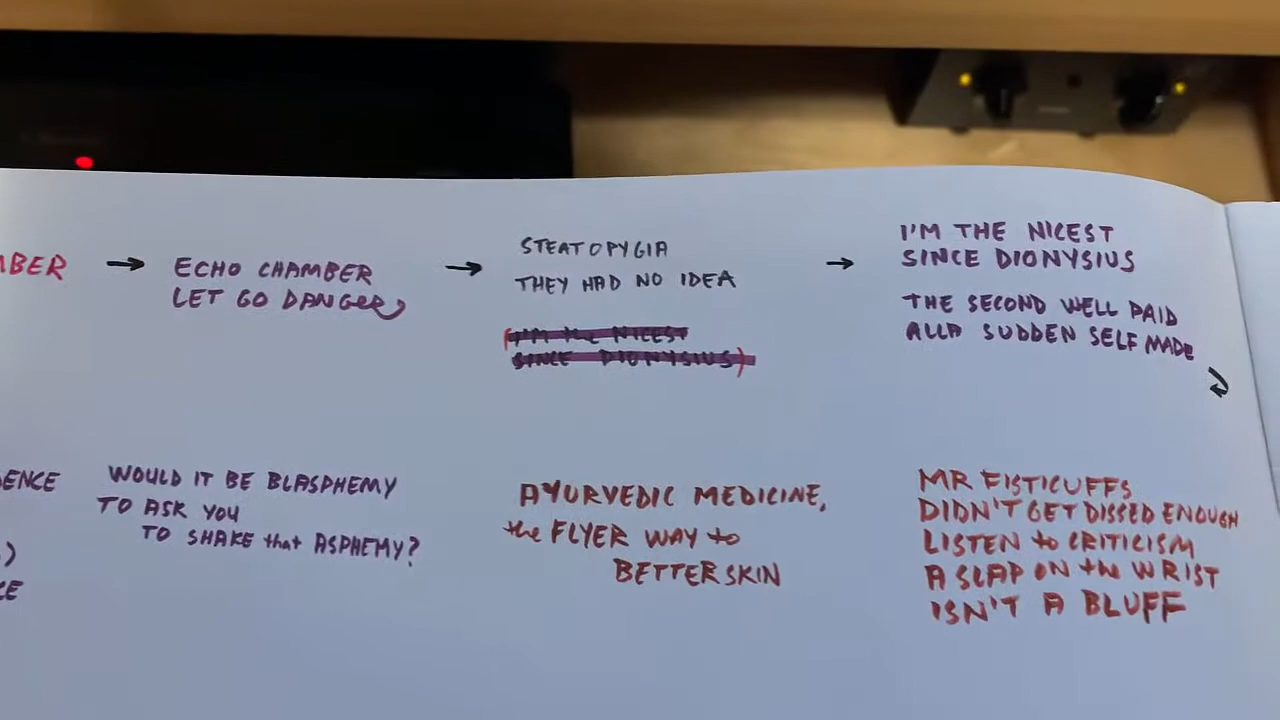 MBER → ECHO CHAMBER → STEATOPYGIA → I'M THE NICEST
LET GO DANGER
THEY HAD NO IDEA
SINCE DIONYSIUS
(I'M the NICEST
SINCE DIONYSIUS)
THE SECOND WELL PAID
ALLA SUDDEN SELF MADE
ENCE
)
CE
WOULD IT BE BLASPHEMY
TO ASK YOU
TO SHAKE that ASPHEMY?
AYURVEDIC MEDICINE,
the FLYER WAY to
BETTER SKIN
MR FISTICUFFS
DIDN'T GET DISSED ENOUGH
LISTEN to CRITICISM
A SLAP ON the WRIST
ISN'T A BLUFF